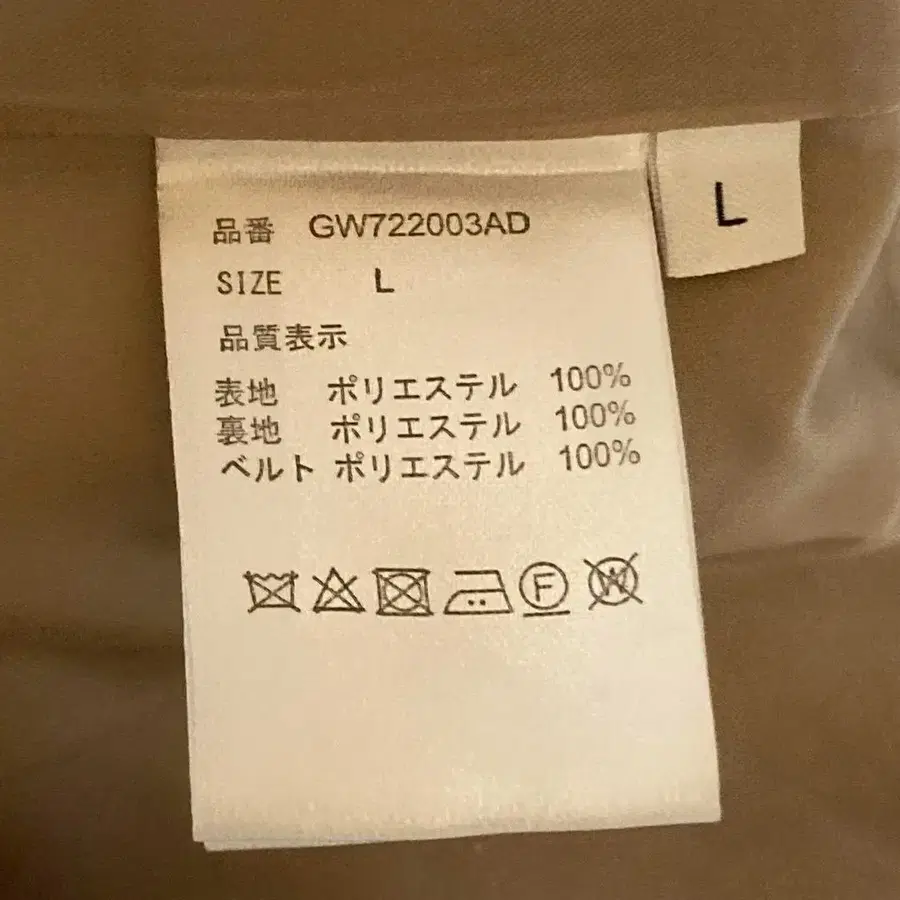 品番 GW722003AD
L
SIZE L
品質表示
表地 ポリエステル 100%
裏地 ポリエステル 100%
ベルト ポリエステル 100%
F W